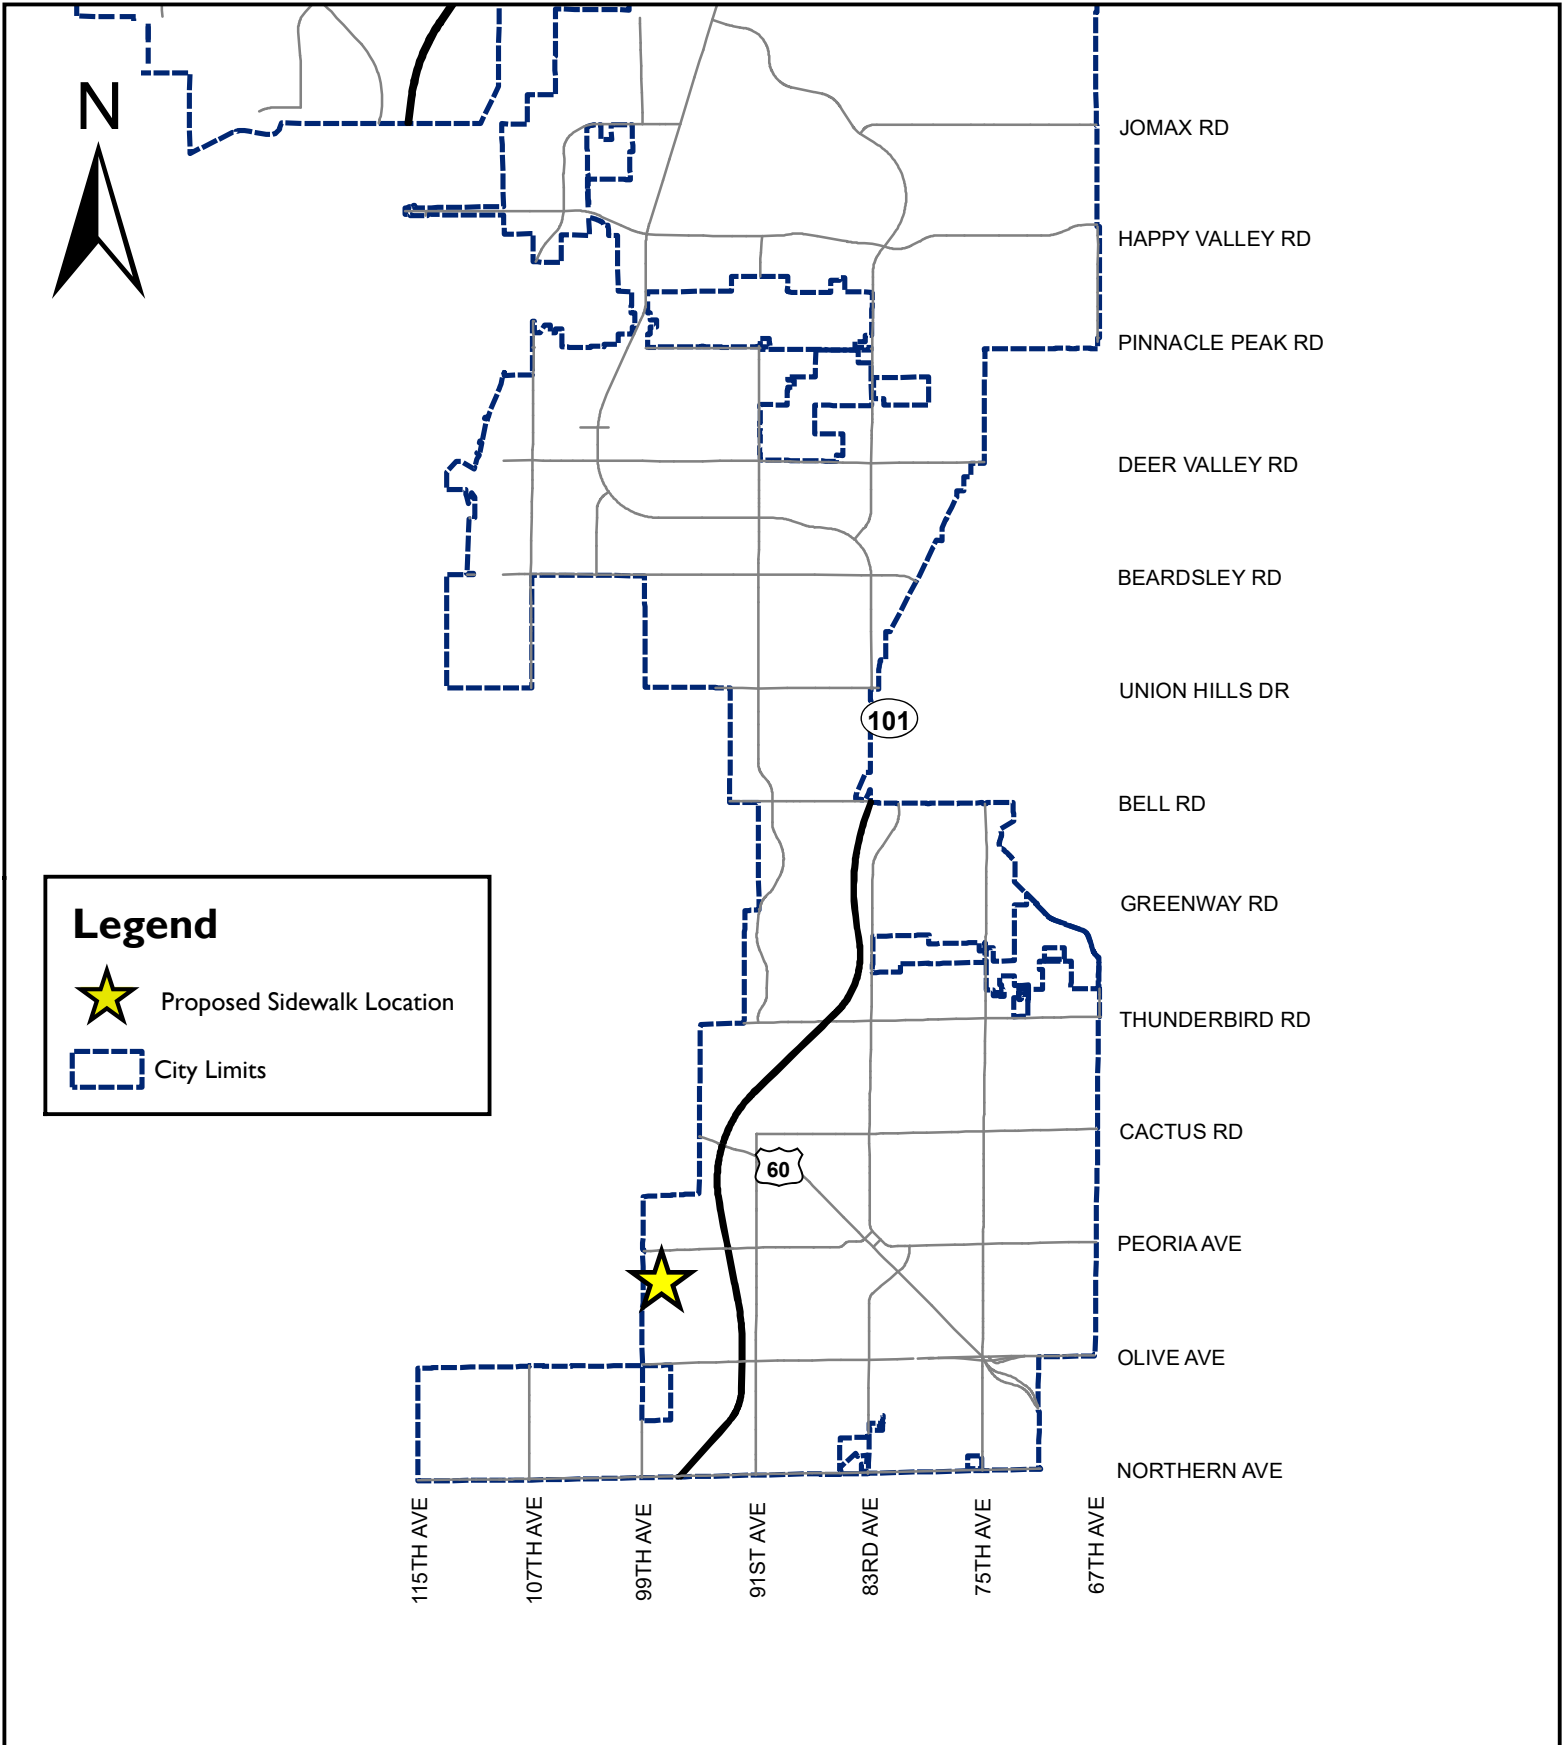 N
JOMAX RD
HAPPY VALLEY RD
PINNACLE PEAK RD
DEER VALLEY RD
BEARDSLEY RD
UNION HILLS DR
101
BELL RD
GREENWAY RD
Legend
Proposed Sidewalk Location
City Limits
THUNDERBIRD RD
CACTUS RD
60
PEORIA AVE
OLIVE AVE
NORTHERN AVE
115TH AVE
107TH AVE
99TH AVE
91ST AVE
83RD AVE
75TH AVE
67TH AVE